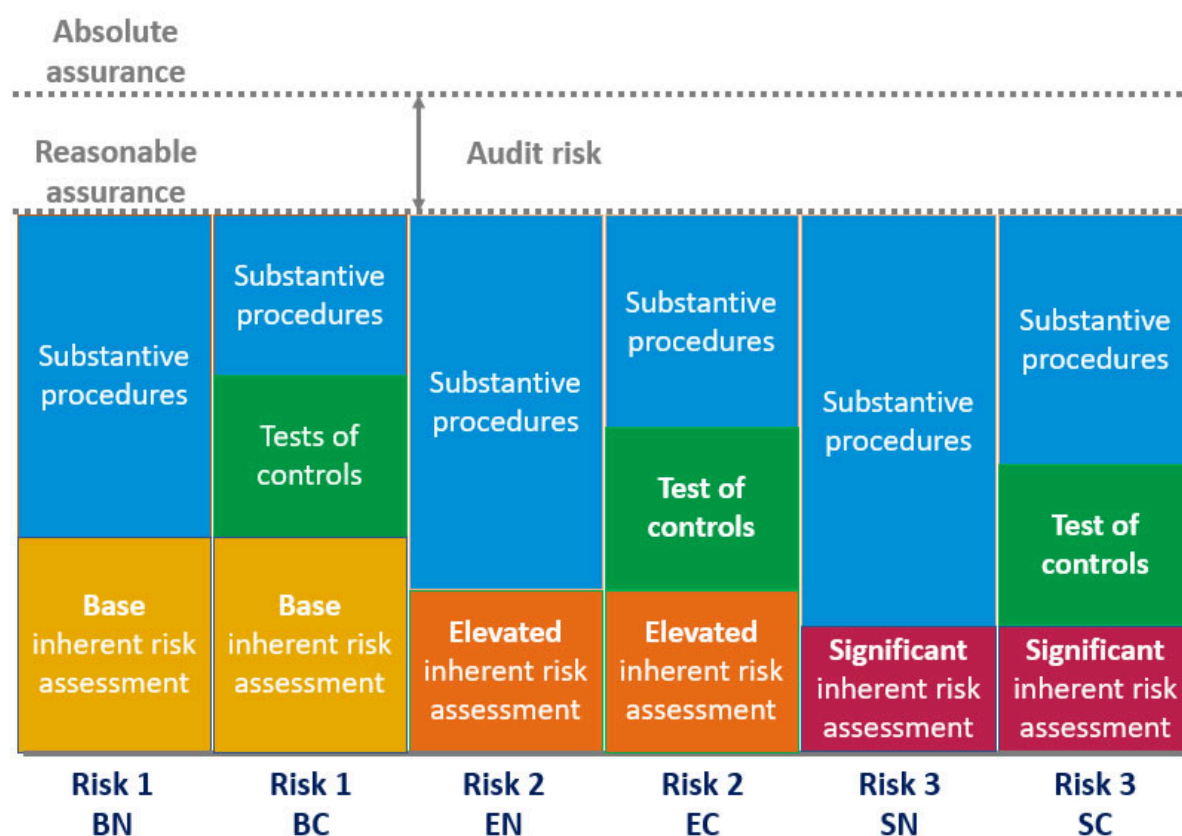 Absolute
assurance
Reasonable
assurance
Audit risk
Substantive
procedures
Base
inherent risk
assessment
Substantive
procedures
Tests of
controls
Base
inherent risk
assessment
Substantive
procedures
Elevated
inherent risk
assessment
Substantive
procedures
Test of
controls
Elevated
inherent risk
assessment
Substantive
procedures
Significant
inherent risk
assessment
Substantive
procedures
Test of
controls
Significant
inherent risk
assessment
Risk 1
BN
Risk 1
BC
Risk 2
EN
Risk 2
EC
Risk 3
SN
Risk 3
SC